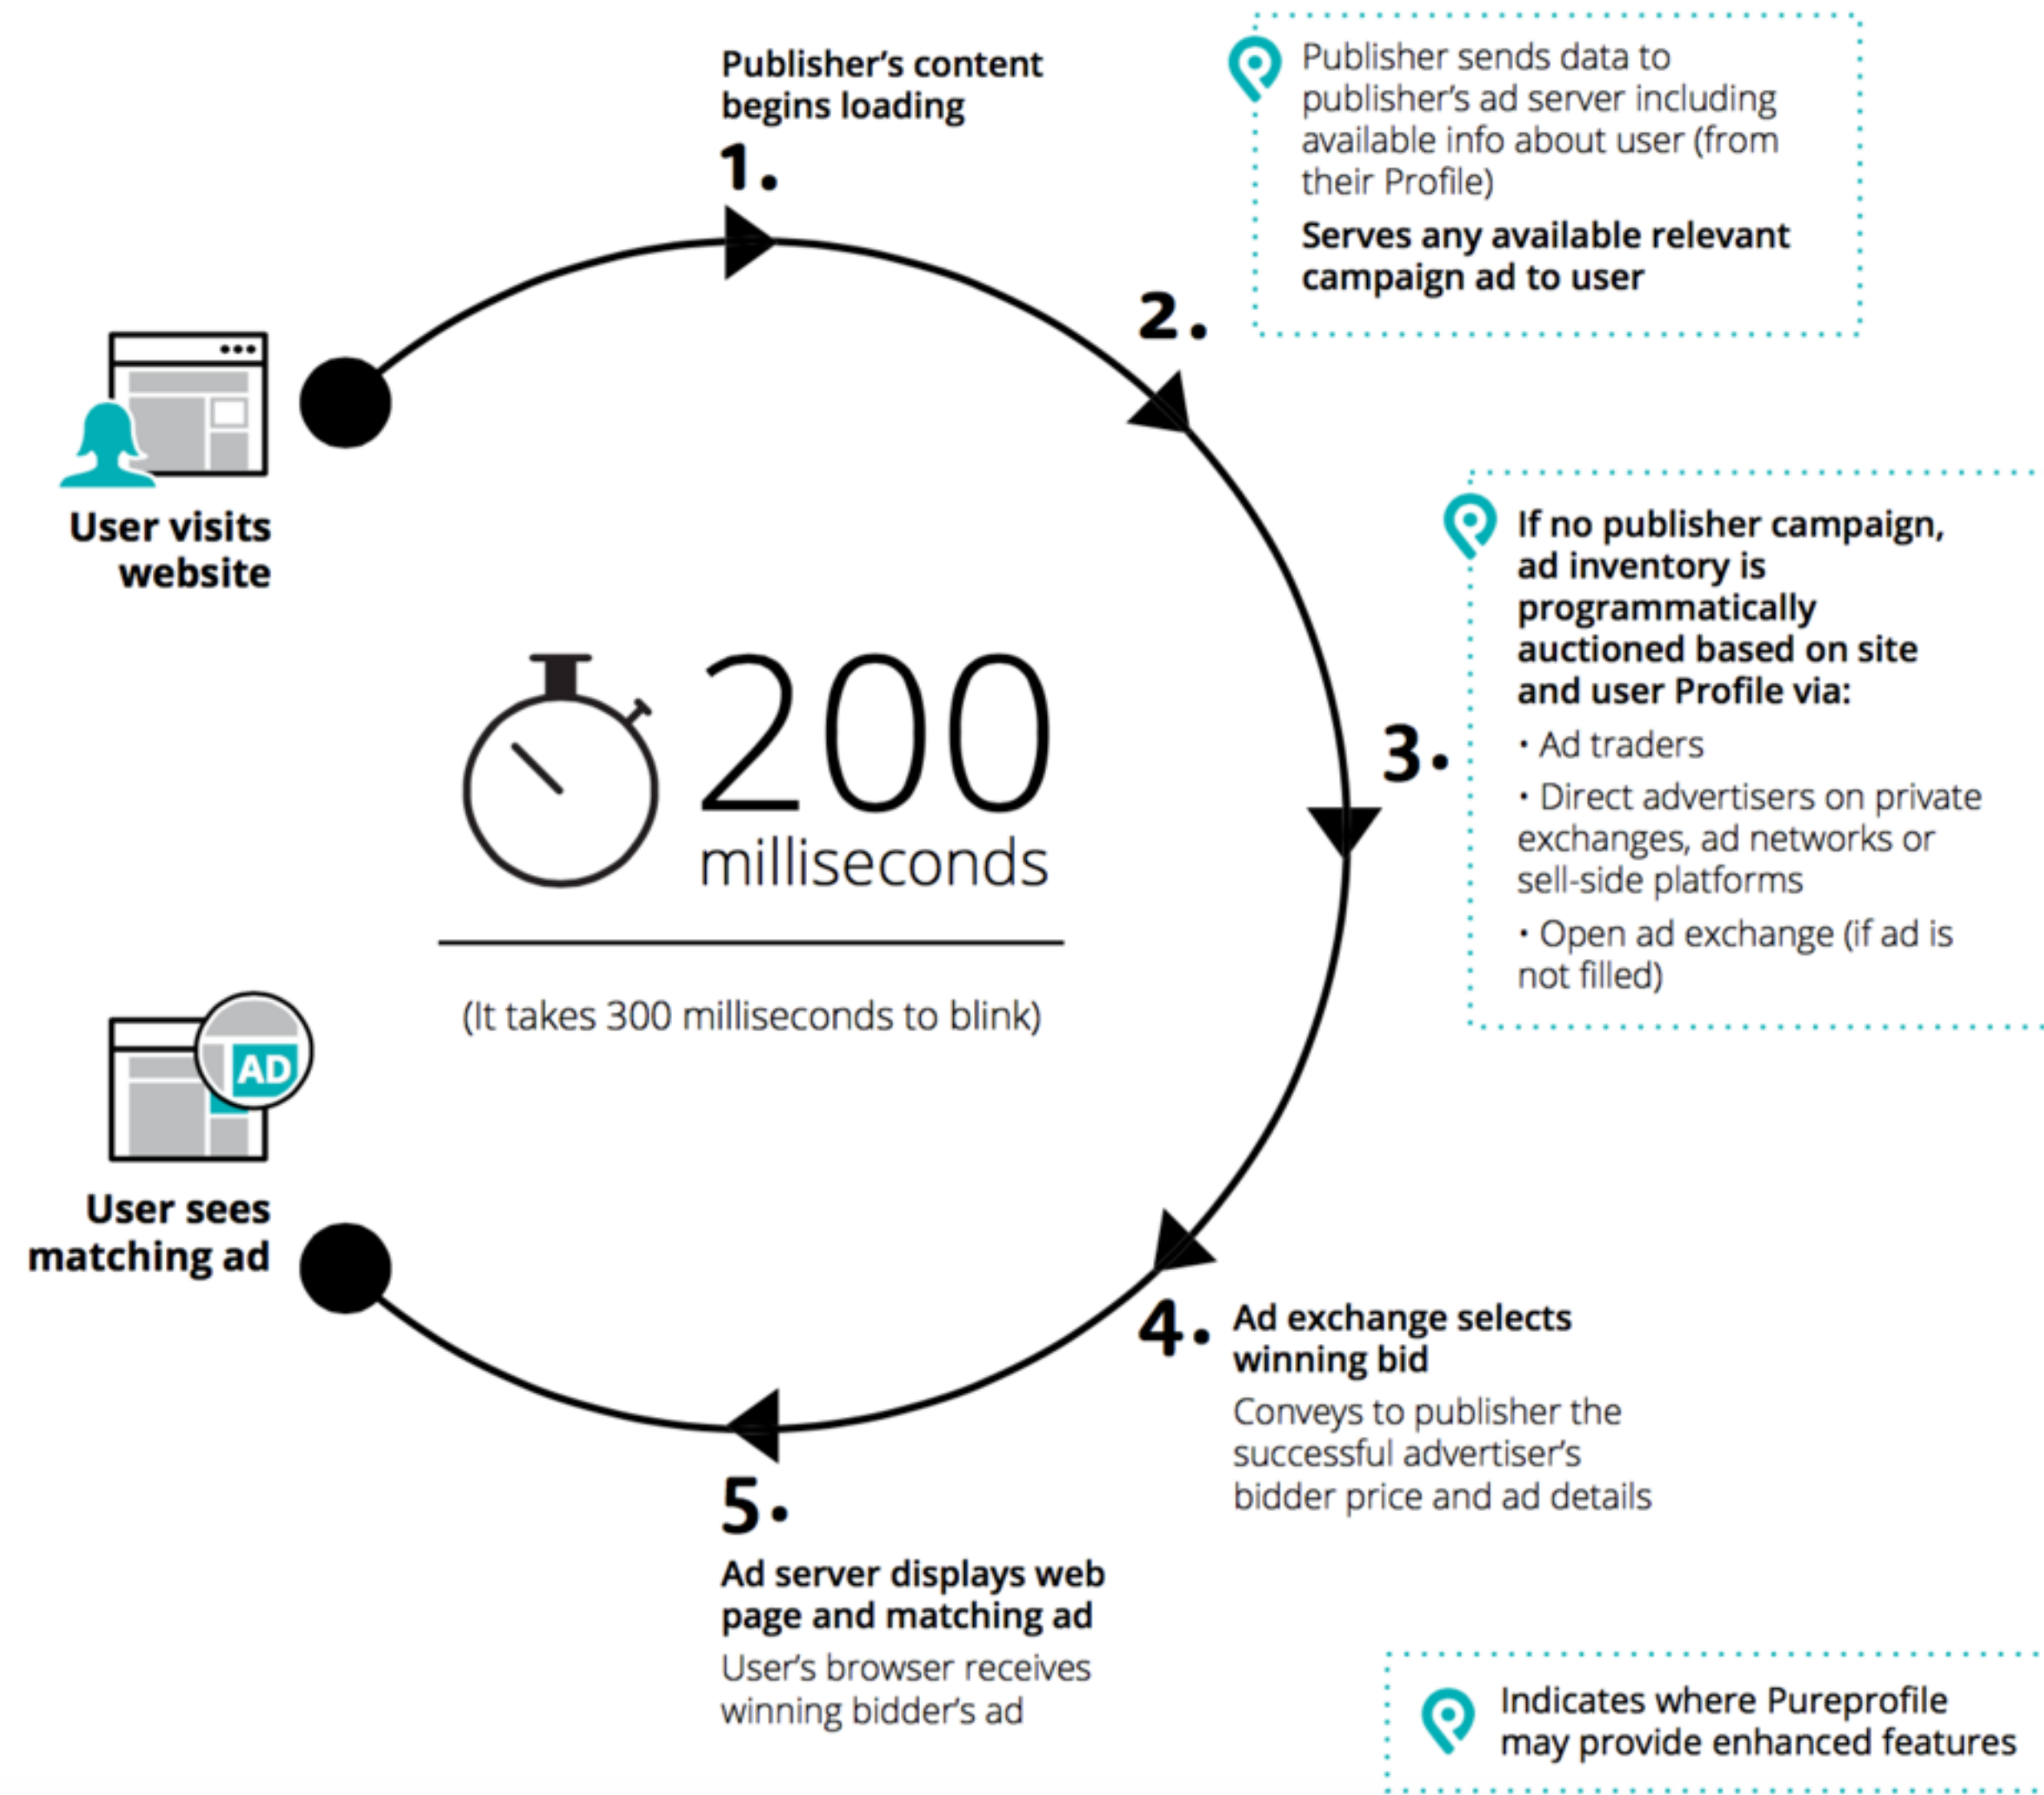 Publisher's content
begins loading
1.
Publisher sends data to
publisher's ad server including
available info about user (from
their Profile)
Serves any available relevant
campaign ad to user
2.
User visits
website
If no publisher campaign,
ad inventory is
programmatically
auctioned based on site
and user Profile via:
• Ad traders
• Direct advertisers on private
exchanges, ad networks or
sell-side platforms
• Open ad exchange (if ad is
not filled)
3.
200
milliseconds
(It takes 300 milliseconds to blink)
AD
User sees
matching ad
4.
Ad exchange selects
winning bid
Conveys to publisher the
successful advertiser's
bidder price and ad details
5.
Ad server displays web
page and matching ad
User's browser receives
winning bidder's ad
Indicates where Pureprofile
may provide enhanced features